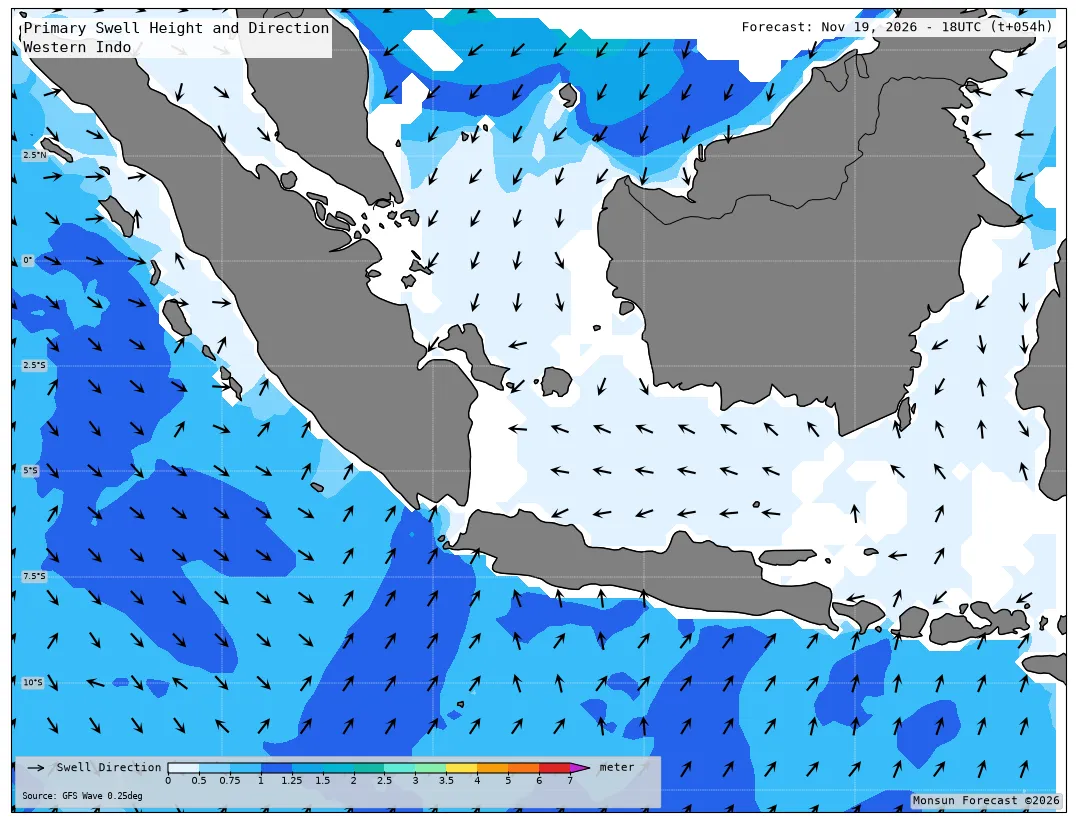 Primary Swell Height and Direction
Western Indo
Forecast: Nov 19, 2026 - 18UTC (t+054h)
2.5°N
0°
2.5°S
5°S
7.5°S
10°S
Swell Direction
0 0.5 0.75 1 1.25 1.5 2 2.5 3 3.5 4 5 6 7
meter
Source: GFS Wave 0.25deg
Monsun Forecast ©2026